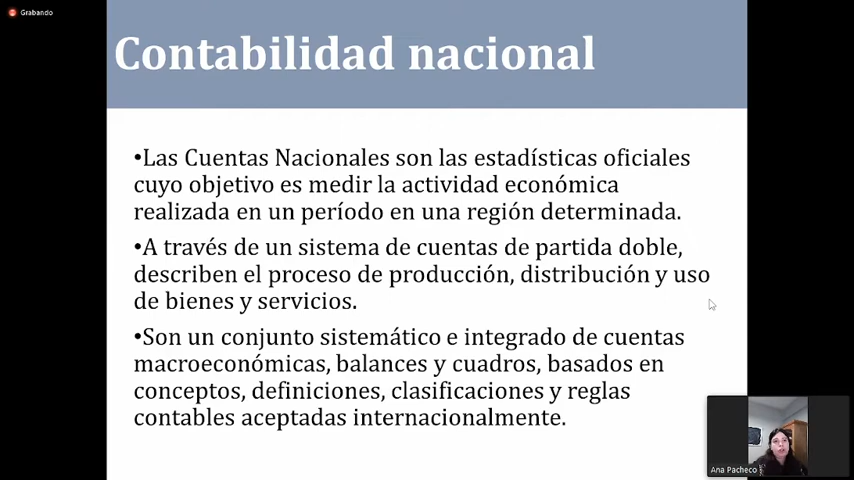 Grabando
Contabilidad nacional
•Las Cuentas Nacionales son las estadísticas oficiales
cuyo objetivo es medir la actividad económica
realizada en un período en una región determinada.
•A través de un sistema de cuentas de partida doble,
describen el proceso de producción, distribución y uso
de bienes y servicios.
•Son un conjunto sistemático e integrado de cuentas
macroeconómicas, balances y cuadros, basados en
conceptos, definiciones, clasificaciones y reglas
contables aceptadas internacionalmente.
Ana Pacheco